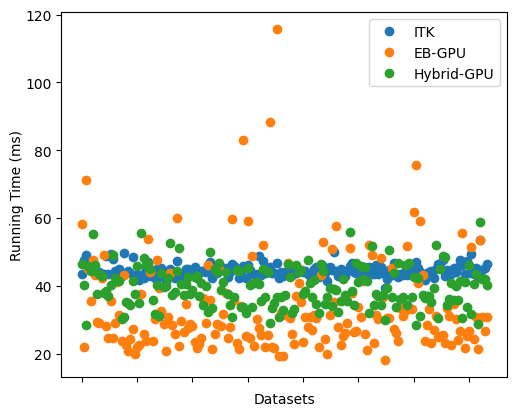 120
100
80
60
40
20
Running Time (ms)
Datasets
ITK
EB-GPU
Hybrid-GPU